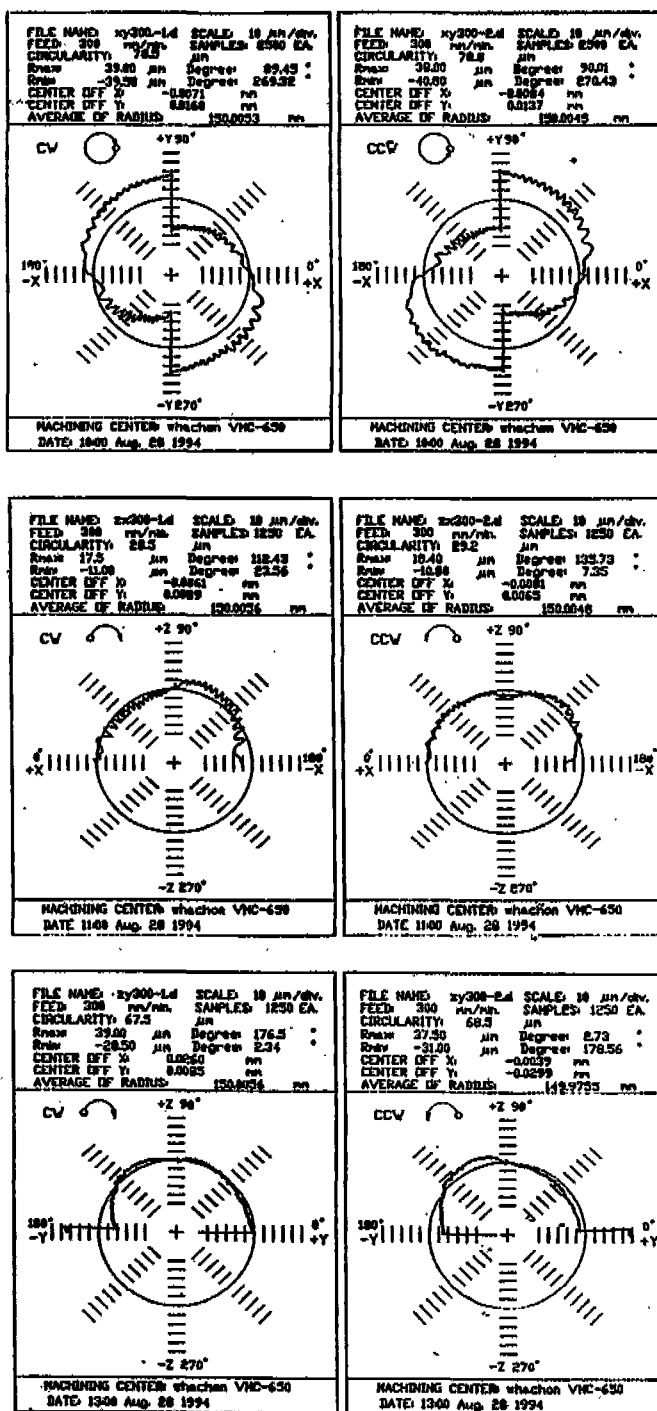 FILE NAME: xy300-1.d SCALE: 10 μm/div.
FEED: 300 mm/min. SAMPLES: 2500 EA.
CIRCULARITY: 78.5 μm
Rmax: 39.00 μm Degree: 89.45 °
Rmin: -39.50 μm Degree: 269.32 °
CENTER OFF X: -0.0071 mm
CENTER OFF Y: 0.0168 mm
AVERAGE OF RADIUS: 150.0053 mm
CW
+Y 90°
180°
-X
0°
+X
-Y 270°
MACHINING CENTER: whachon VMC-650
DATE: 10:00 Aug. 28 1994
FILE NAME: xy300-2.d SCALE: 10 μm/div.
FEED: 300 mm/min. SAMPLES: 2500 EA.
CIRCULARITY: 78.0 μm
Rmax: 38.00 μm Degree: 90.01 °
Rmin: -40.00 μm Degree: 270.43 °
CENTER OFF X: -0.0084 mm
CENTER OFF Y: 0.0137 mm
AVERAGE OF RADIUS: 150.0045 mm
CCW
+Y 90°
180°
-X
0°
+X
-Y 270°
MACHINING CENTER: whachon VMC-650
DATE: 10:00 Aug. 28 1994
FILE NAME: zx300-1.d SCALE: 10 μm/div.
FEED: 300 mm/min. SAMPLES: 1250 EA.
CIRCULARITY: 28.5 μm
Rmax: 17.5 μm Degree: 112.43 °
Rmin: -11.00 μm Degree: 23.56 °
CENTER OFF X: -0.0061 mm
CENTER OFF Y: 0.0089 mm
AVERAGE OF RADIUS: 150.0056 mm
CW
+Z 90°
0°
+X
180°
-X
-Z 270°
MACHINING CENTER: whachon VMC-650
DATE 11:00 Aug. 28 1994
FILE NAME: zx300-2.d SCALE: 10 μm/div.
FEED: 300 mm/min. SAMPLES: 1250 EA.
CIRCULARITY: 29.2 μm
Rmax: 18.40 μm Degree: 135.73 °
Rmin: -10.80 μm Degree: 7.35 °
CENTER OFF X: -0.0081 mm
CENTER OFF Y: 0.0065 mm
AVERAGE OF RADIUS: 150.0046 mm
CCW
+Z 90°
0°
+X
180°
-X
-Z 270°
MACHINING CENTER: whachon VMC-650
DATE 11:00 Aug. 28 1994
FILE NAME: zy300-1.d SCALE: 10 μm/div.
FEED: 300 mm/min. SAMPLES: 1250 EA.
CIRCULARITY: 67.5 μm
Rmax: 39.00 μm Degree: 176.5 °
Rmin: -28.50 μm Degree: 2.34 °
CENTER OFF X: 0.0260 mm
CENTER OFF Y: 0.0085 mm
AVERAGE OF RADIUS: 150.0056 mm
CW
+Z 90°
180°
-Y
0°
+Y
-Z 270°
MACHINING CENTER: whachon VMC-650
DATE: 13:00 Aug. 28 1994
FILE NAME: zy300-2.d SCALE: 10 μm/div.
FEED: 300 mm/min. SAMPLES: 1250 EA.
CIRCULARITY: 68.5 μm
Rmax: 37.50 μm Degree: 2.73 °
Rmin: -31.00 μm Degree: 178.56 °
CENTER OFF X: -0.0039 mm
CENTER OFF Y: -0.0299 mm
AVERAGE OF RADIUS: 149.9755 mm
CCW
+Z 90°
180°
-Y
0°
+Y
-Z 270°
MACHINING CENTER: whachon VMC-650
DATE: 13:00 Aug. 28 1994